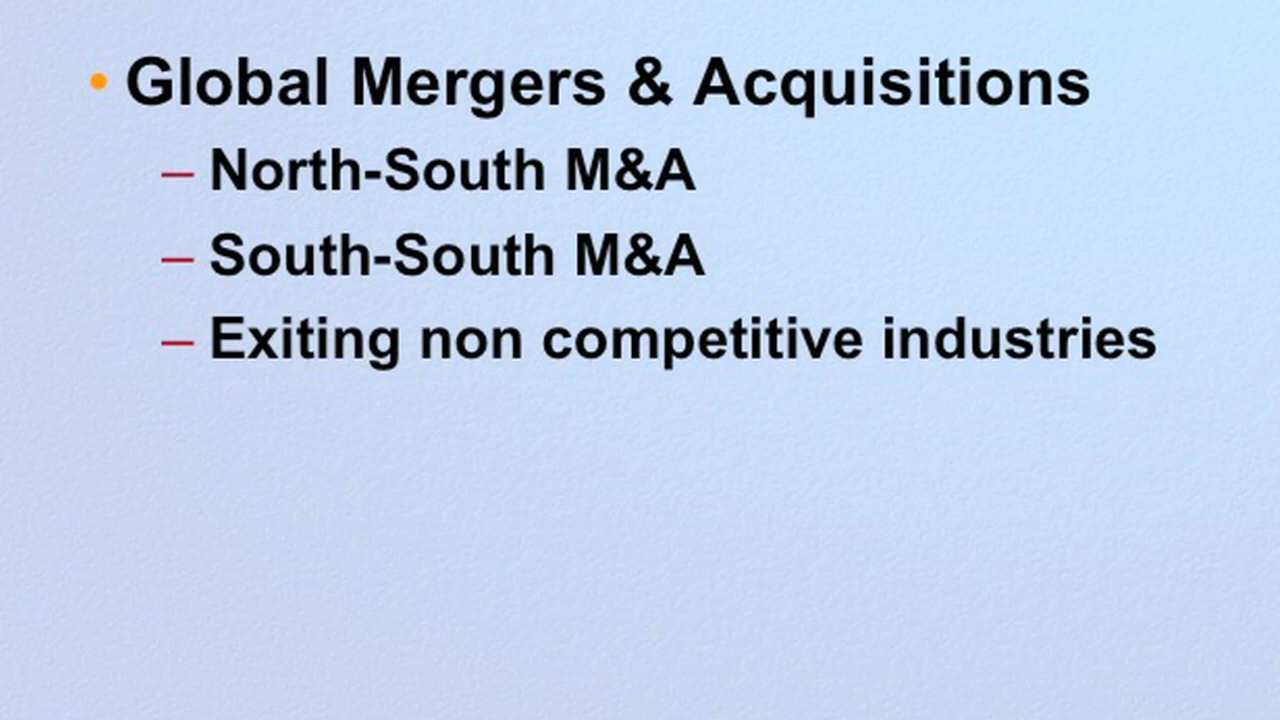 • Global Mergers & Acquisitions
– North-South M&A
– South-South M&A
– Exiting non competitive industries